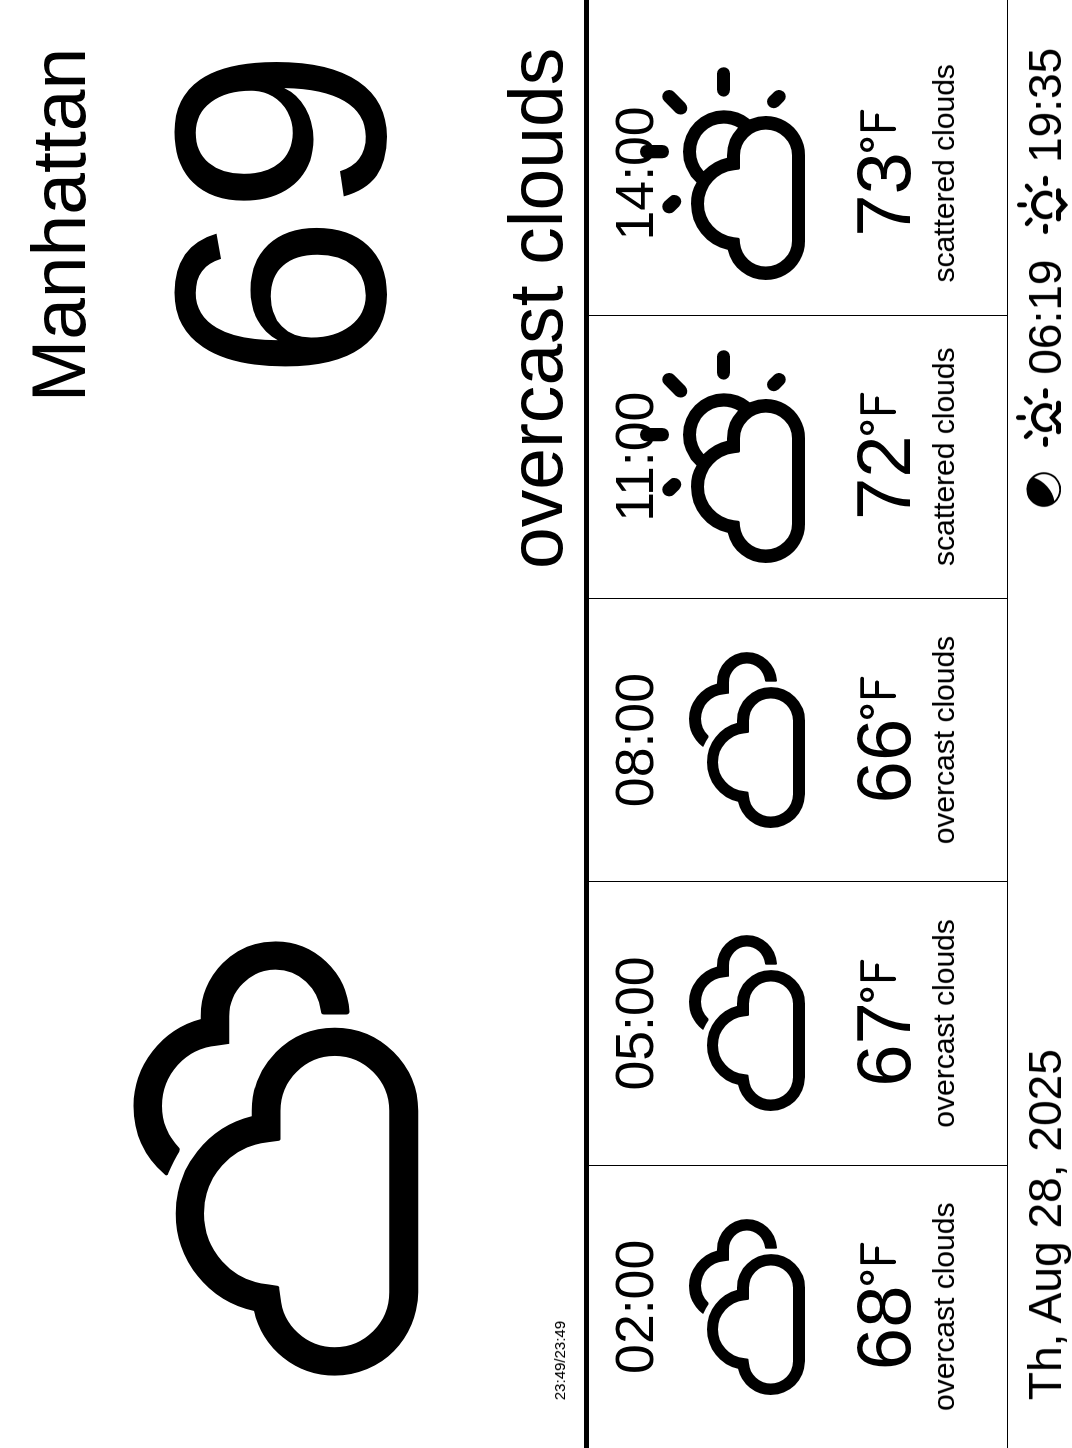 Manhattan
69
overcast clouds
23:49/23:49
02:00
68°F
overcast clouds
05:00
67°F
overcast clouds
08:00
66°F
overcast clouds
11:00
72°F
scattered clouds
14:00
73°F
scattered clouds
Th, Aug 28, 2025
06:19
19:35